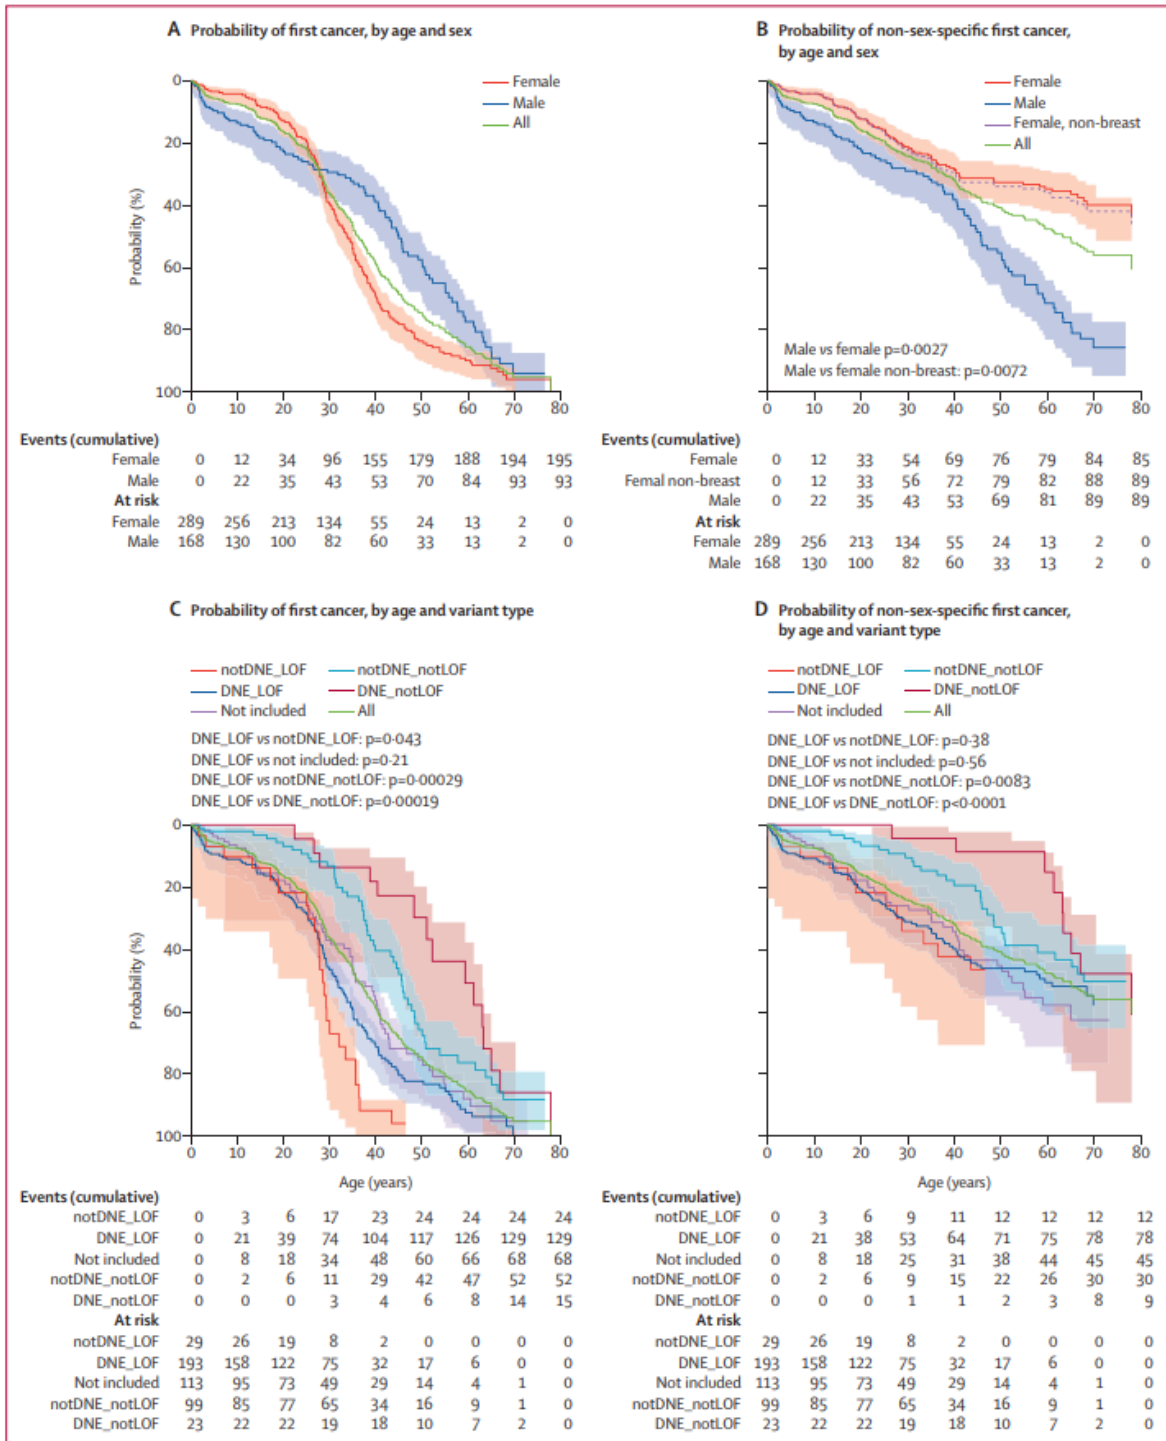 A Probability of first cancer, by age and sex
0
20
40
60
80
100
Probability (%)
Female
Male
All
0 10 20 30 40 50 60 70 80
Events (cumulative)
Female 0 12 34 96 155 179 188 194 195
Male 0 22 35 43 53 70 84 93 93
At risk
Female 289 256 213 134 55 24 13 2 0
Male 168 130 100 82 60 33 13 2 0
B Probability of non-sex-specific first cancer,
by age and sex
Female
Male
Female, non-breast
All
Male vs female p=0·0027
Male vs female non-breast: p=0·0072
0 10 20 30 40 50 60 70 80
Events (cumulative)
Female 0 12 33 54 69 76 79 84 85
Femal non-breast 0 12 33 56 72 79 82 88 89
Male 0 22 35 43 53 69 81 89 89
At risk
Female 289 256 213 134 55 24 13 2 0
Male 168 130 100 82 60 33 13 2 0
C Probability of first cancer, by age and variant type
notDNE_LOF notDNE_notLOF
DNE_LOF DNE_notLOF
Not included All
DNE_LOF vs notDNE_LOF: p=0·043
DNE_LOF vs not included: p=0·21
DNE_LOF vs notDNE_notLOF: p=0·00029
DNE_LOF vs DNE_notLOF: p=0·00019
0
20
40
60
80
100
Probability (%)
0 10 20 30 40 50 60 70 80
Age (years)
Events (cumulative)
notDNE_LOF 0 3 6 17 23 24 24 24 24
DNE_LOF 0 21 39 74 104 117 126 129 129
Not included 0 8 18 34 48 60 66 68 68
notDNE_notLOF 0 2 6 11 29 42 47 52 52
DNE_notLOF 0 0 0 3 4 6 8 14 15
At risk
notDNE_LOF 29 26 19 8 2 0 0 0 0
DNE_LOF 193 158 122 75 32 17 6 0 0
Not included 113 95 73 49 29 14 4 1 0
notDNE_notLOF 99 85 77 65 34 16 9 1 0
DNE_notLOF 23 22 22 19 18 10 7 2 0
D Probability of non-sex-specific first cancer,
by age and variant type
notDNE_LOF notDNE_notLOF
DNE_LOF DNE_notLOF
Not included All
DNE_LOF vs notDNE_LOF: p=0·38
DNE_LOF vs not included: p=0·56
DNE_LOF vs notDNE_notLOF: p=0·0083
DNE_LOF vs DNE_notLOF: p<0·0001
0 10 20 30 40 50 60 70 80
Age (years)
Events (cumulative)
notDNE_LOF 0 3 6 9 11 12 12 12 12
DNE_LOF 0 21 38 53 64 71 75 78 78
Not included 0 8 18 25 31 38 44 45 45
notDNE_notLOF 0 2 6 9 15 22 26 30 30
DNE_notLOF 0 0 0 1 1 2 3 8 9
At risk
notDNE_LOF 29 26 19 8 2 0 0 0 0
DNE_LOF 193 158 122 75 32 17 6 0 0
Not included 113 95 73 49 29 14 4 1 0
notDNE_notLOF 99 85 77 65 34 16 9 1 0
DNE_notLOF 23 22 22 19 18 10 7 2 0